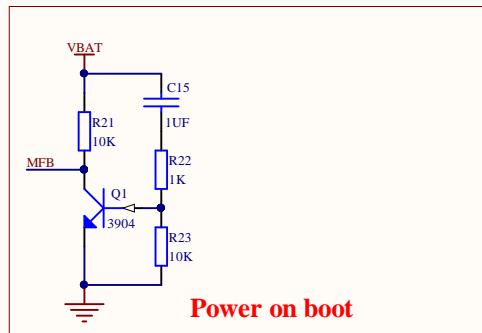 VBAT
C15
1UF
R21
10K
MFB
R22
1K
Q1
3904
R23
10K
Power on boot